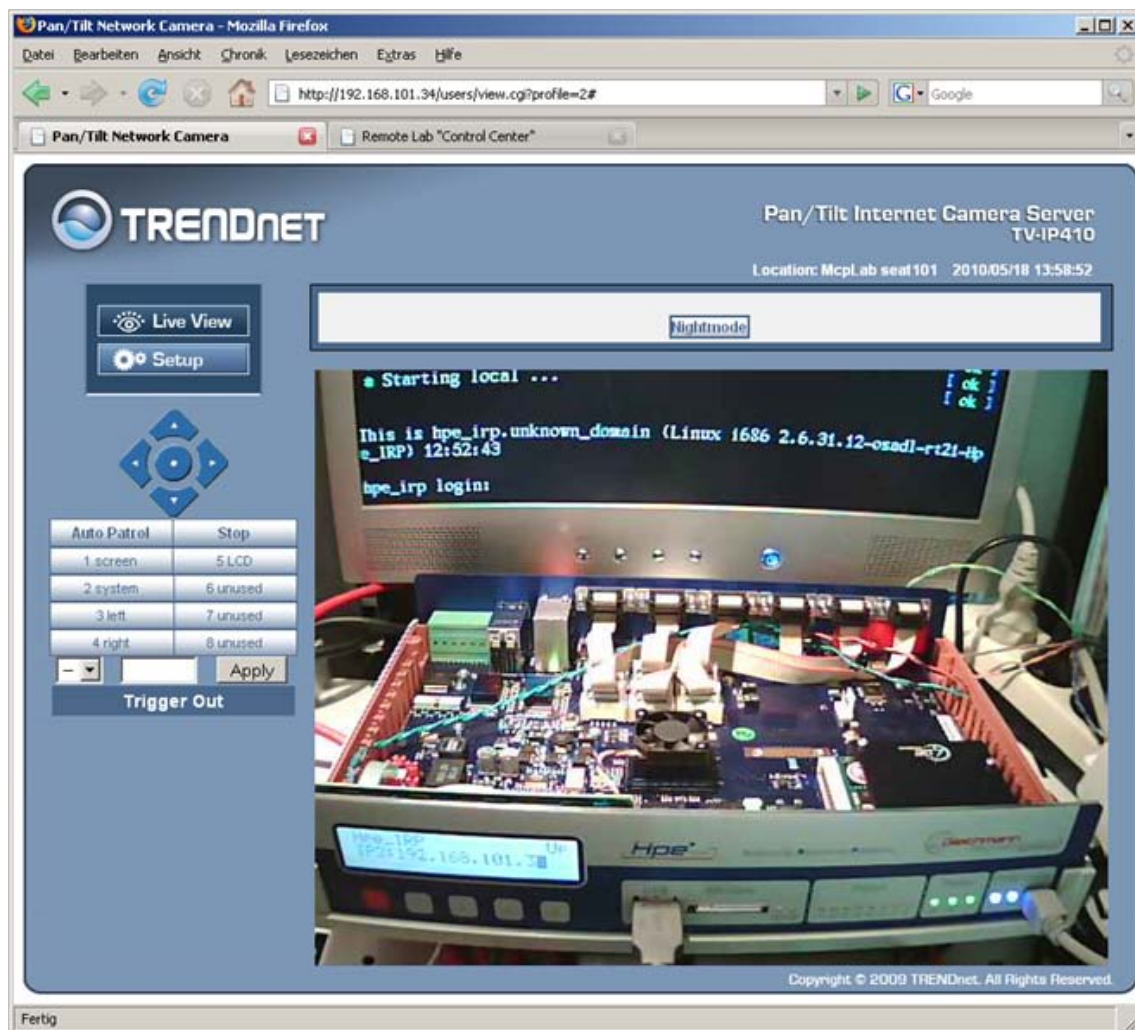 Pan/Tilt Network Camera - Mozilla Firefox
Datei Bearbeiten Ansicht Chronik Lesezeichen Extras Hilfe
http://192.168.101.34/users/view.cgi?profile=2#
Google
Pan/Tilt Network Camera
Remote Lab "Control Center"
TRENDNET
Pan/Tilt Internet Camera Server
TV-IP410
Location: McpLab seat101 2010/05/18 13:58:52
Live View
Setup
Nightmode
Auto Patrol Stop
1 screen 5 LCD
2 system 6 unused
3 left 7 unused
4 right 8 unused
-- Apply
Trigger Out
* Starting local ...
[ ok ]
[ ok ]
This is hpe_irp.unknown_domain (Linux i686 2.6.31.12-osadl-rt21-Hp
e_IRP) 12:52:43
hpe_irp login:
Hpe_IRP Up
IP2:192.168.101.3
Hpe
Copyright © 2009 TRENDnet. All Rights Reserved.
Fertig